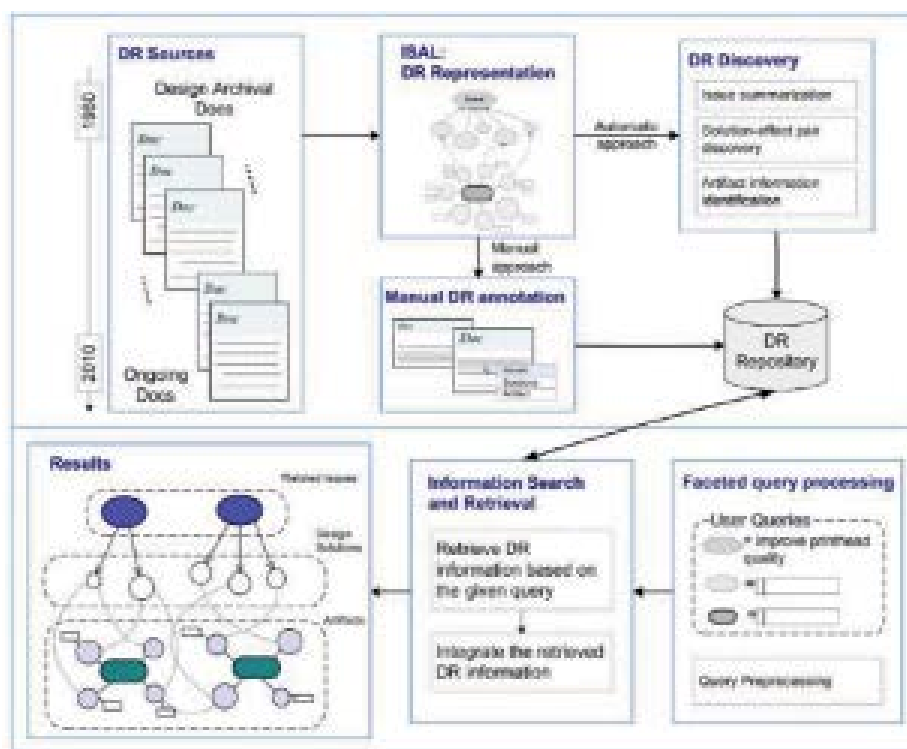 DR Sources
Design Archival
Docs
1980
2010
Doc
Doc
Doc
Doc
Doc
Ongoing
Docs
ISAL:
DR Representation
Automatic
approach
Manual
approach
DR Discovery
Issue summarization
Solution-effect pair
discovery
Artifact information
identification
Manual DR annotation
Doc
DR
Repository
Results
Related Issues
Design
Solutions
Artifacts
Information Search
and Retrieval
Retrieve DR
information based on
the given query
Integrate the retrieved
DR information
Faceted query processing
User Queries
= improve printhead
quality
=
=
Query Preprocessing